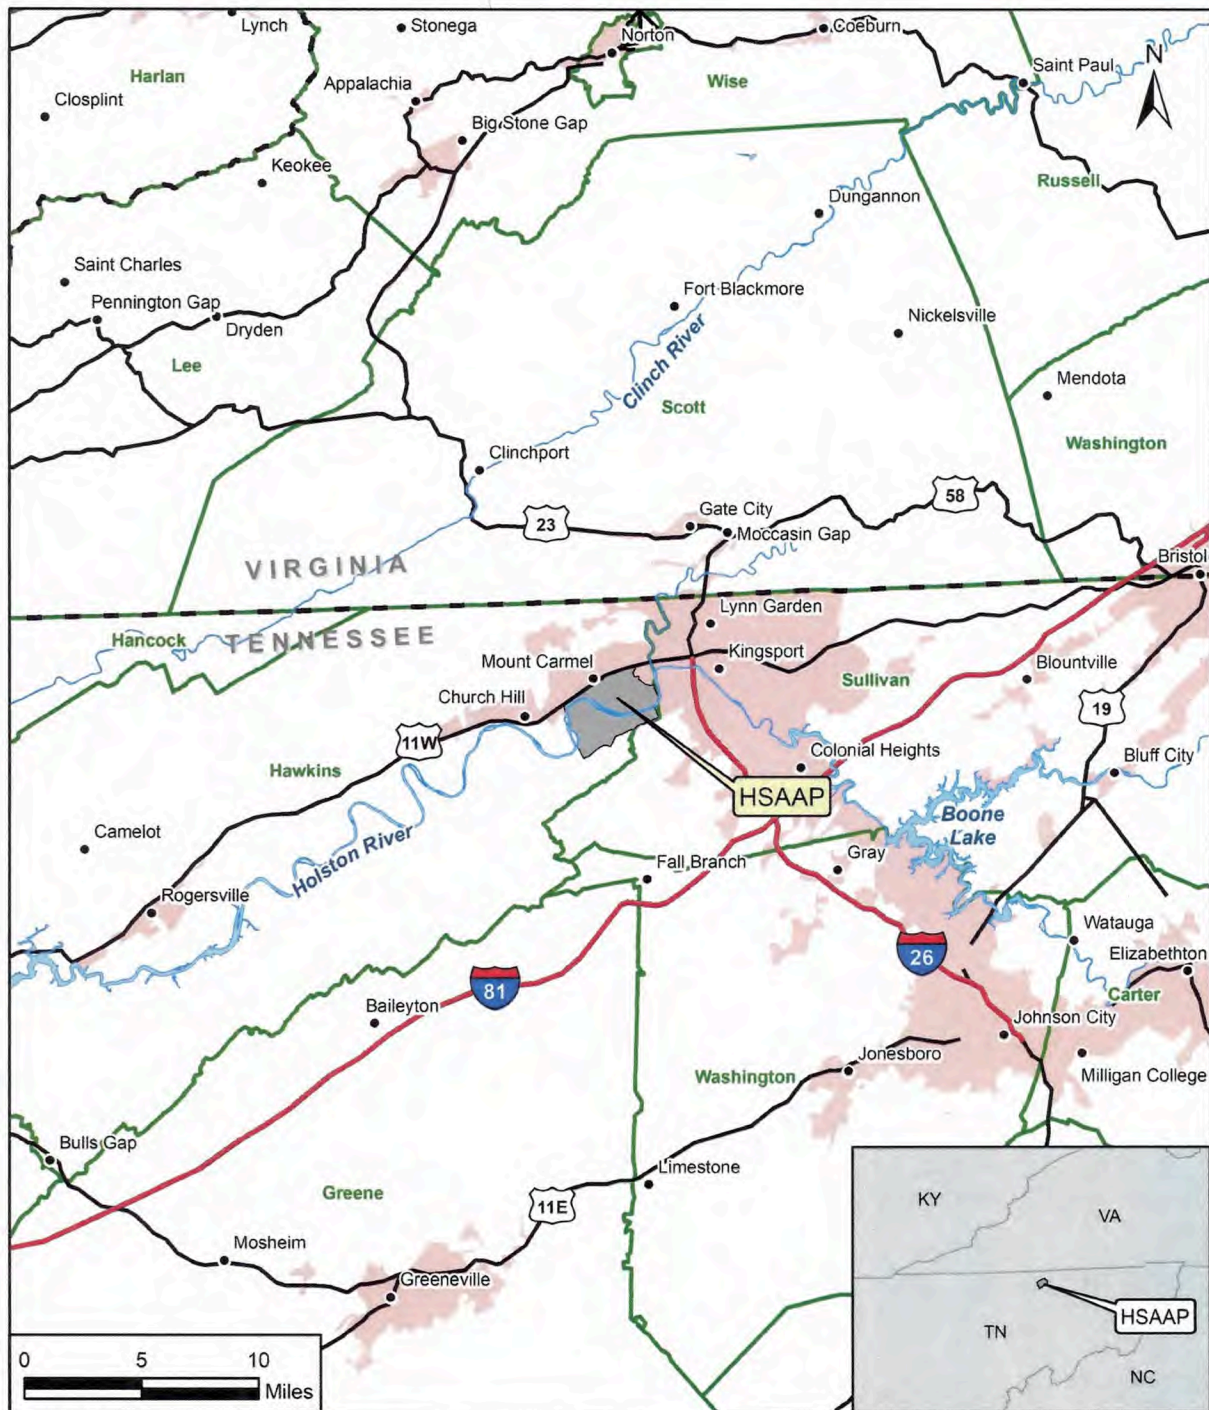 Lynch
Stonega
Norton
Coeburn
Harlan
Wise
Saint Paul
N
Closplint
Appalachia
Big Stone Gap
Keokee
Russell
Dungannon
Saint Charles
Pennington Gap
Fort Blackmore
Dryden
Nickelsville
Lee
Clinch River
Mendota
Scott
Washington
Clinchport
58
Gate City
23
Moccasin Gap
VIRGINIA
Bristol
Lynn Garden
Hancock
TENNESSEE
Mount Carmel
Kingsport
Blountville
Sullivan
Church Hill
19
11W
Colonial Heights
Bluff City
Hawkins
HSAAP
Boone
Lake
Camelot
Holston River
Fall Branch
Gray
Rogersville
Watauga
Elizabethton
26
81
Carter
Baileyton
Johnson City
Jonesboro
Washington
Milligan College
Bulls Gap
Limestone
Greene
11E
KY
VA
Mosheim
Greeneville
HSAAP
TN
NC
0 5 10
Miles